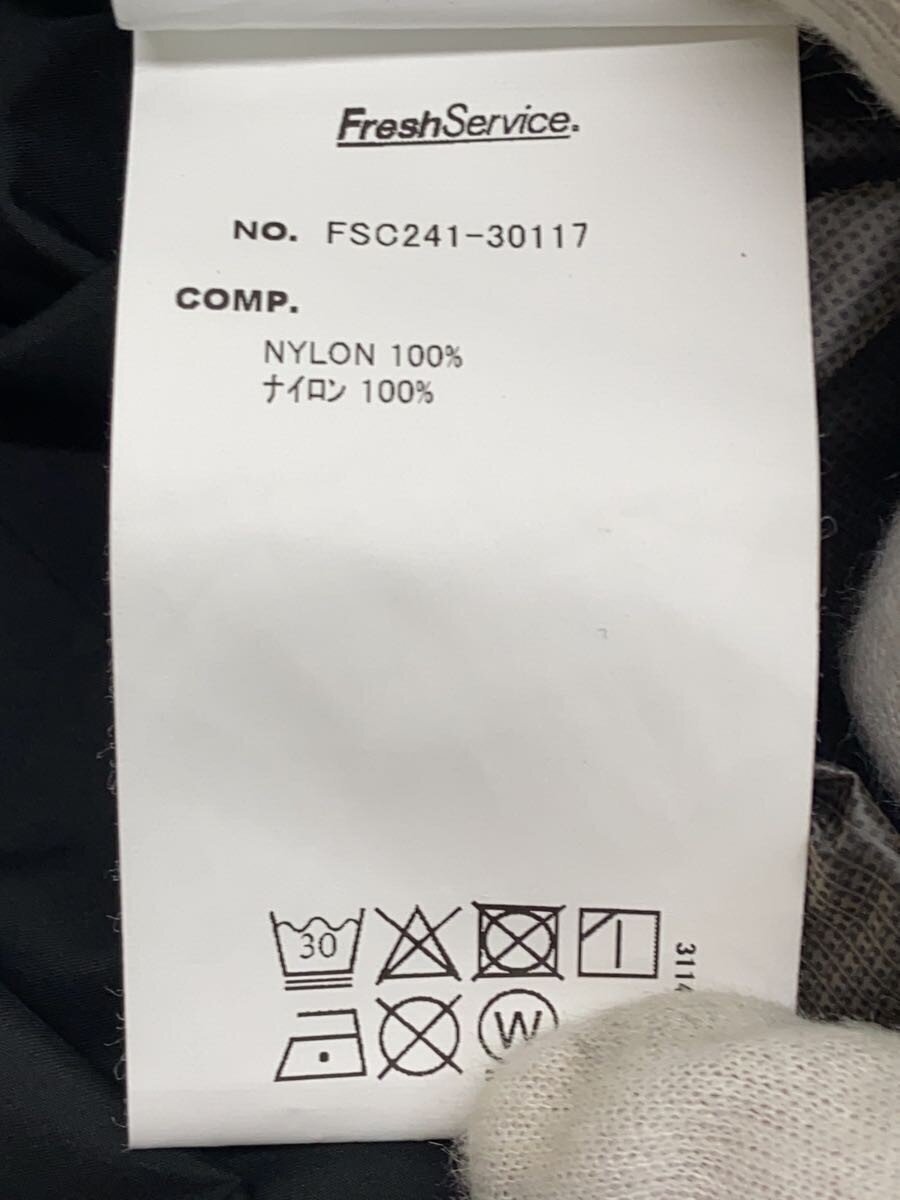 FreshService.
NO. FSC241-30117
COMP.
NYLON 100%
ナイロン 100%
30
W